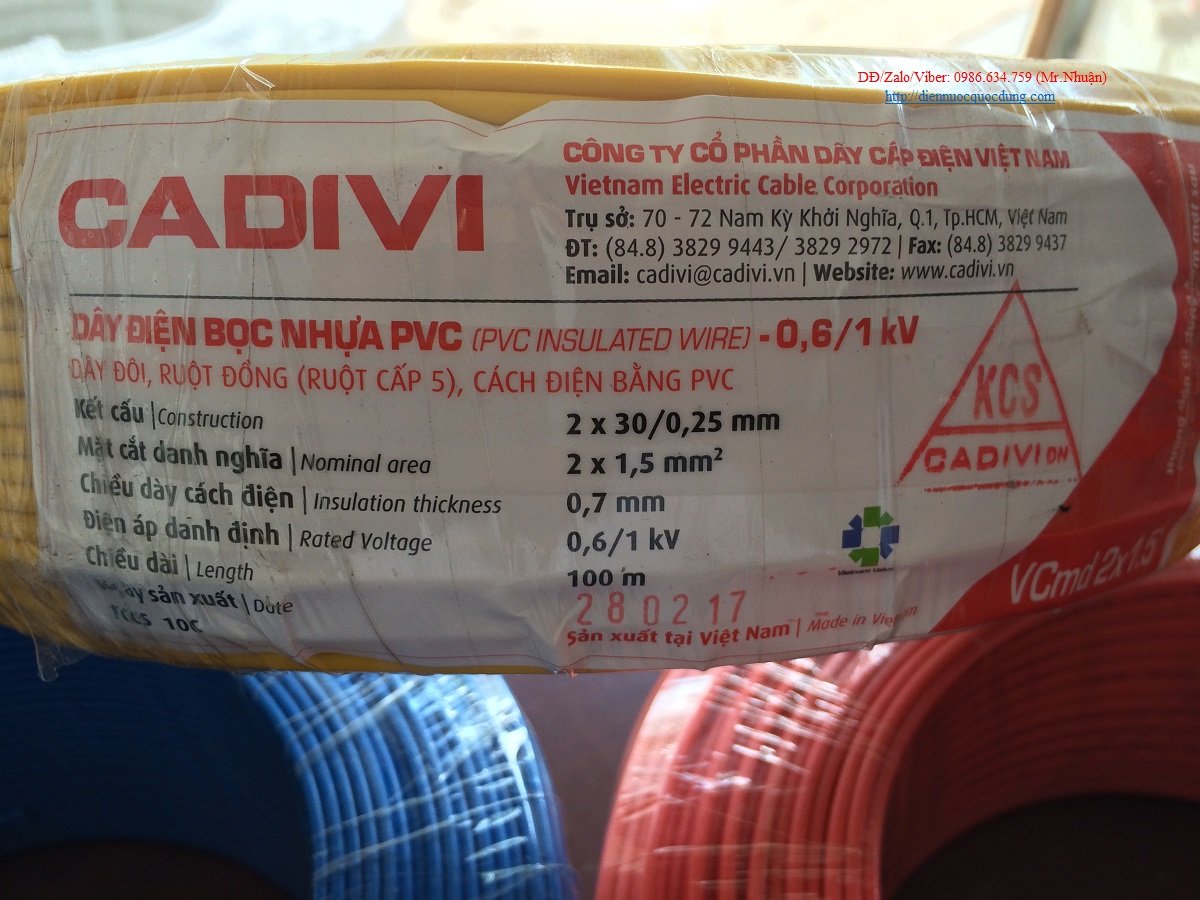 DĐ/Zalo/Viber: 0986.634.759 (Mr.Nhuận)
http://diennuocquocdung.com
CADIVI
CÔNG TY CỔ PHẦN DÂY CÁP ĐIỆN VIỆT NAM
Vietnam Electric Cable Corporation
Trụ sở: 70 - 72 Nam Kỳ Khởi Nghĩa, Q.1, Tp.HCM, Việt Nam
ĐT: (84.8) 3829 9443/ 3829 2972 | Fax: (84.8) 3829 9437
Email: cadivi@cadivi.vn | Website: www.cadivi.vn
DÂY ĐIỆN BỌC NHỰA PVC (PVC INSULATED WIRE) - 0,6/1 kV
DÂY ĐÔI, RUỘT ĐỒNG (RUỘT CẤP 5), CÁCH ĐIỆN BẰNG PVC
Kết cấu | Construction 2 x 30/0,25 mm
Mặt cắt danh nghĩa | Nominal area 2 x 1,5 mm²
Chiều dày cách điện | Insulation thickness 0,7 mm
Điện áp danh định | Rated Voltage 0,6/1 kV
Chiều dài | Length 100 m
sản xuất | Date 280217
TCCS 10C
Sản xuất tại Việt Nam | Made in Vietnam
KCS
CADIVI ĐN
VCmd 2x1.5